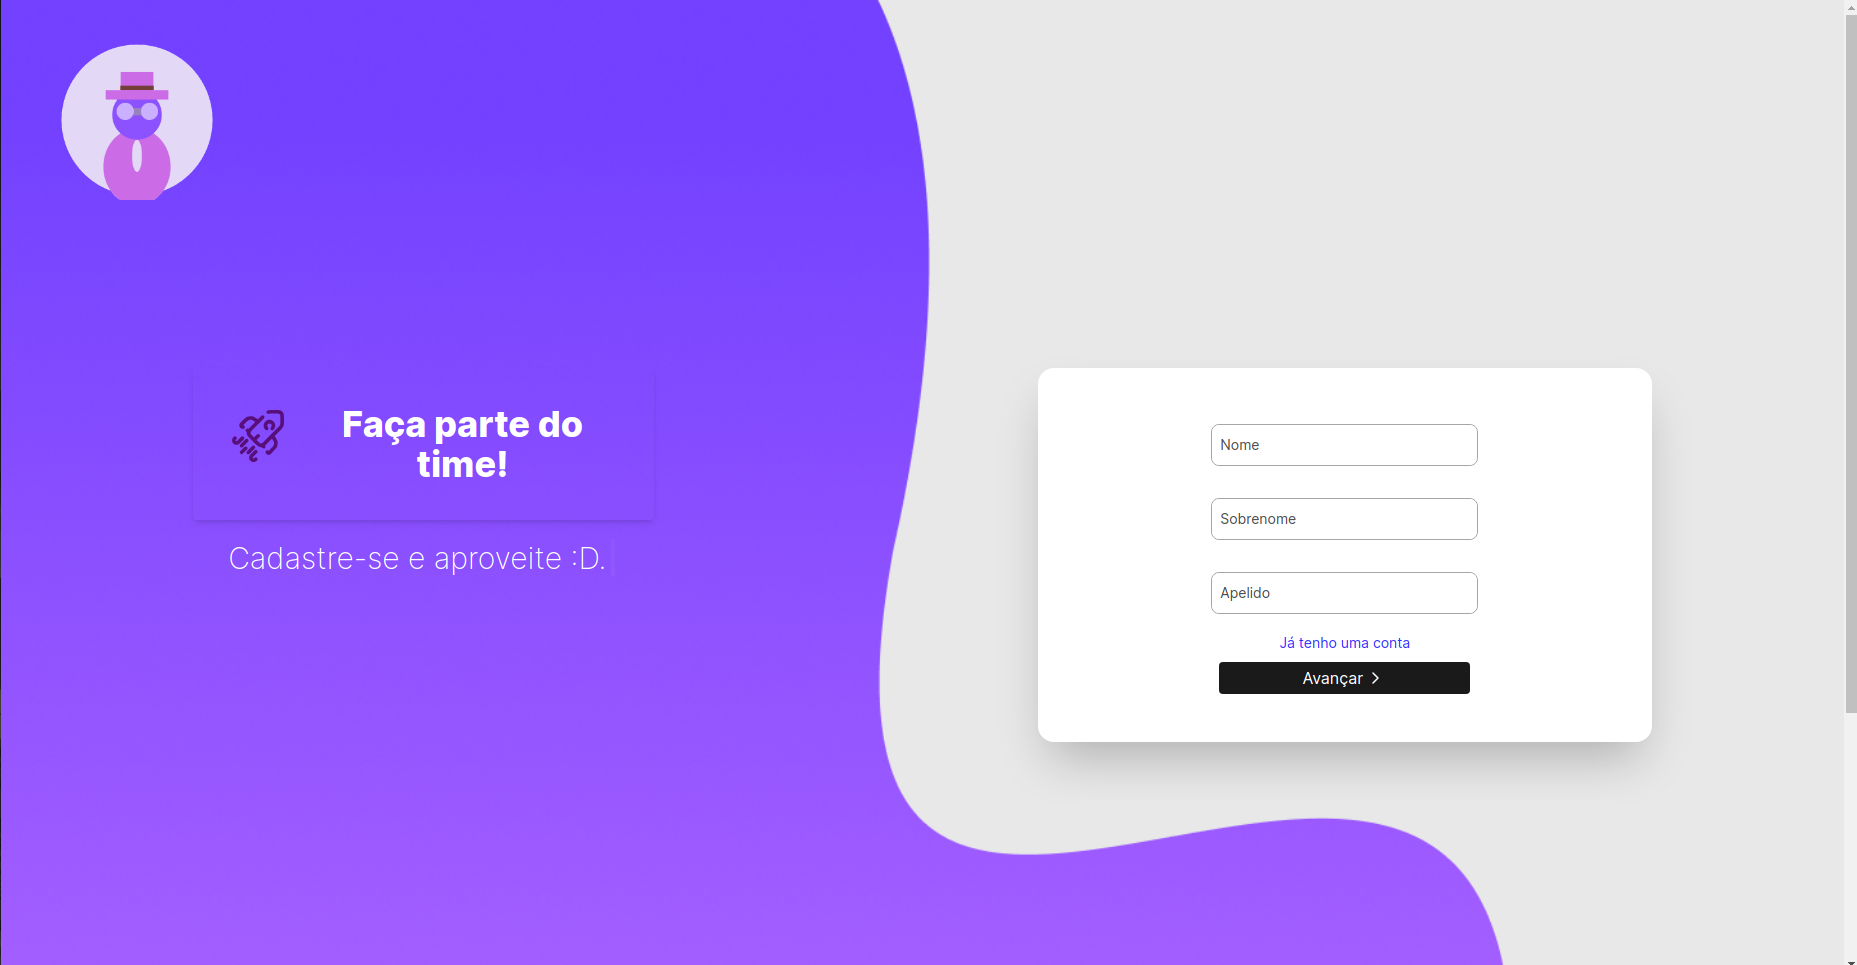 Faça parte do
time!
Cadastre-se e aproveite :D.
Nome
Sobrenome
Apelido
Já tenho uma conta
Avançar